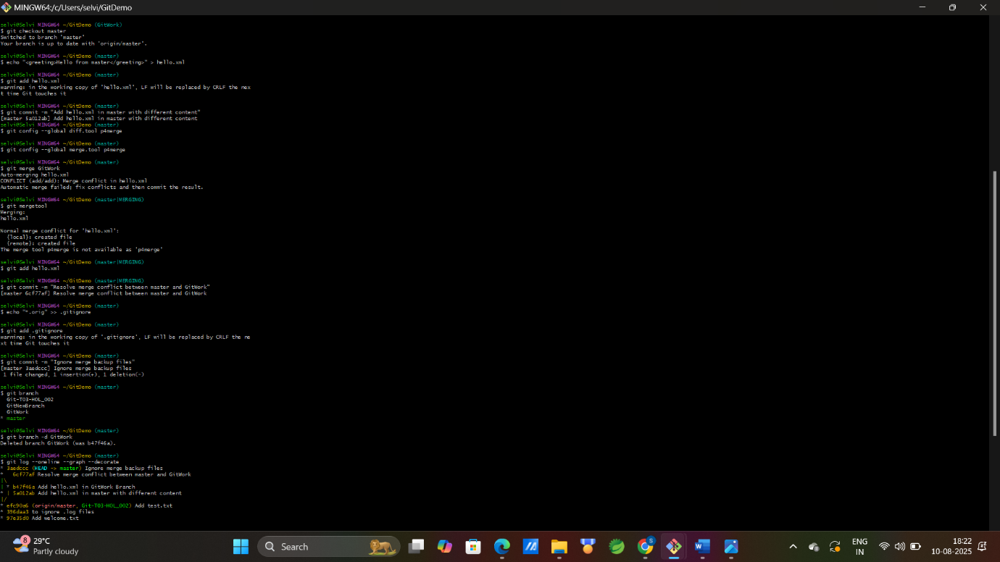 MINGW64:/c/Users/selvi/GitDemo
selvi@Selvi MINGW64 ~/GitDemo (GitWork)
$ git checkout master
Switched to branch 'master'
Your branch is up to date with 'origin/master'.
selvi@Selvi MINGW64 ~/GitDemo (master)
$ echo "<greeting>Hello from master</greeting>" > hello.xml
selvi@Selvi MINGW64 ~/GitDemo (master)
$ git add hello.xml
warning: in the working copy of 'hello.xml', LF will be replaced by CRLF the nex
t time Git touches it
selvi@Selvi MINGW64 ~/GitDemo (master)
$ git commit -m "Add hello.xml in master with different content"
[master 5a012ab] Add hello.xml in master with different content
selvi@Selvi MINGW64 ~/GitDemo (master)
$ git config --global diff.tool p4merge
selvi@Selvi MINGW64 ~/GitDemo (master)
$ git config --global merge.tool p4merge
selvi@Selvi MINGW64 ~/GitDemo (master)
$ git merge GitWork
Auto-merging hello.xml
CONFLICT (add/add): Merge conflict in hello.xml
Automatic merge failed; fix conflicts and then commit the result.
selvi@Selvi MINGW64 ~/GitDemo (master|MERGING)
$ git mergetool
Merging:
hello.xml
Normal merge conflict for 'hello.xml':
{local}: created file
{remote}: created file
The merge tool p4merge is not available as 'p4merge'
selvi@Selvi MINGW64 ~/GitDemo (master|MERGING)
$ git add hello.xml
selvi@Selvi MINGW64 ~/GitDemo (master|MERGING)
$ git commit -m "Resolve merge conflict between master and GitWork"
[master 6cf77af] Resolve merge conflict between master and GitWork
selvi@Selvi MINGW64 ~/GitDemo (master)
$ echo "*.orig" >> .gitignore
selvi@Selvi MINGW64 ~/GitDemo (master)
$ git add .gitignore
warning: in the working copy of '.gitignore', LF will be replaced by CRLF the ne
xt time Git touches it
selvi@Selvi MINGW64 ~/GitDemo (master)
$ git commit -m "Ignore merge backup files"
[master 3aedccc] Ignore merge backup files
1 file changed, 1 insertion(+), 1 deletion(-)
selvi@Selvi MINGW64 ~/GitDemo (master)
$ git branch
Git-T03-HOL_002
GitNewBranch
GitWork
* master
selvi@Selvi MINGW64 ~/GitDemo (master)
$ git branch -d GitWork
Deleted branch GitWork (was b47f46a).
selvi@Selvi MINGW64 ~/GitDemo (master)
$ git log --oneline --graph --decorate
* 3aedccc (HEAD -> master) Ignore merge backup files
*   6cf77af Resolve merge conflict between master and GitWork
|\
| * b47f46a Add hello.xml in GitWork Branch
* | 5a012ab Add hello.xml in master with different content
|/
* efc90a6 (origin/master, Git-T03-HOL_002) Add test.txt
* 396daa3 to ignore .log files
* 97e35d0 Add welcome.txt
8
29°C
Partly cloudy
Search
S
ENG
IN
18:22
10-08-2025